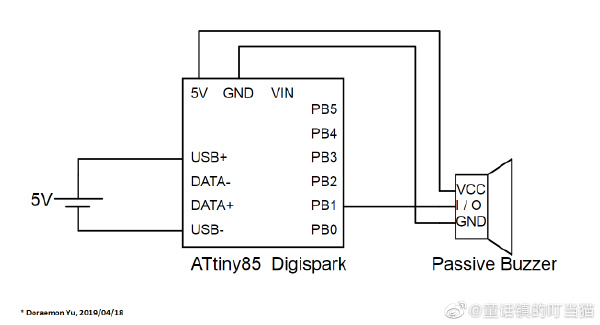 5V GND VIN
PB5
PB4
USB+ PB3
DATA- PB2
5V DATA+ PB1
USB- PB0
VCC
I / O
GND
ATtiny85 Digispark
Passive Buzzer
* Doraemon Yu, 2019/04/18
@童话镇的叮当猫